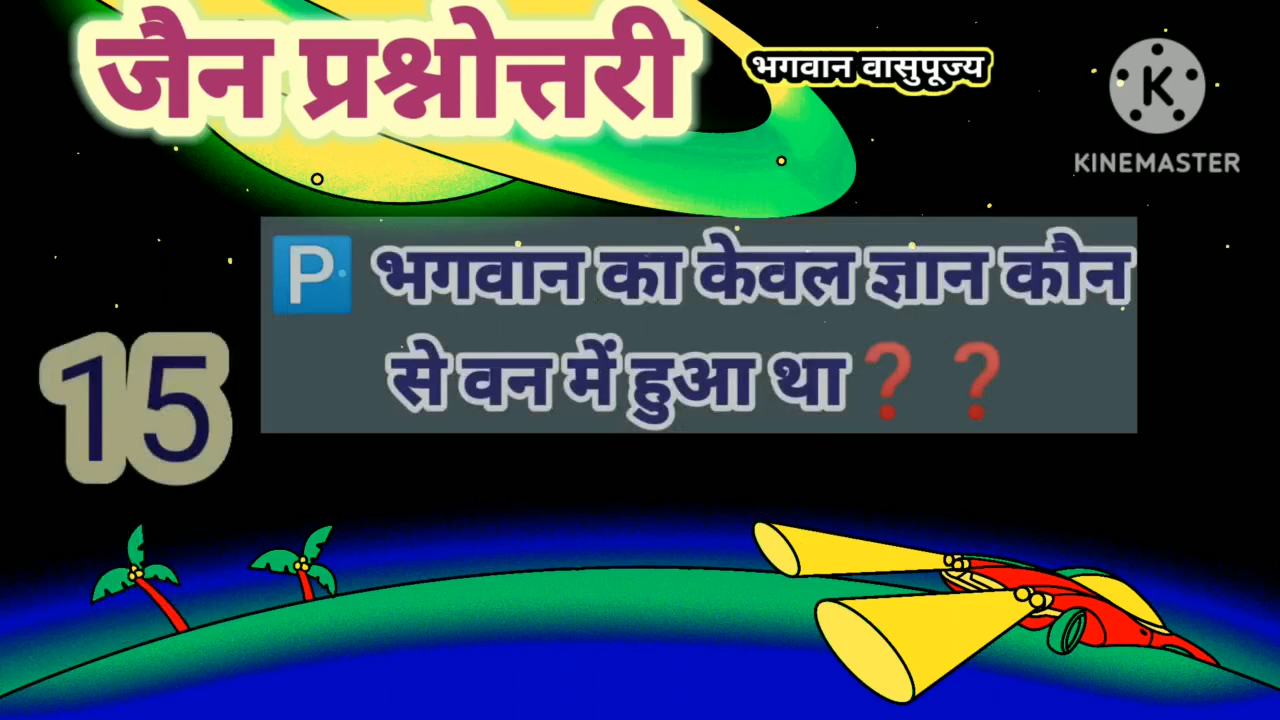 जैन प्रश्नोत्तरी
भगवान वासुपूज्य
K
KINEMASTER
🅿 भगवान का केवल ज्ञान कौन
से वन में हुआ था❓❓
15